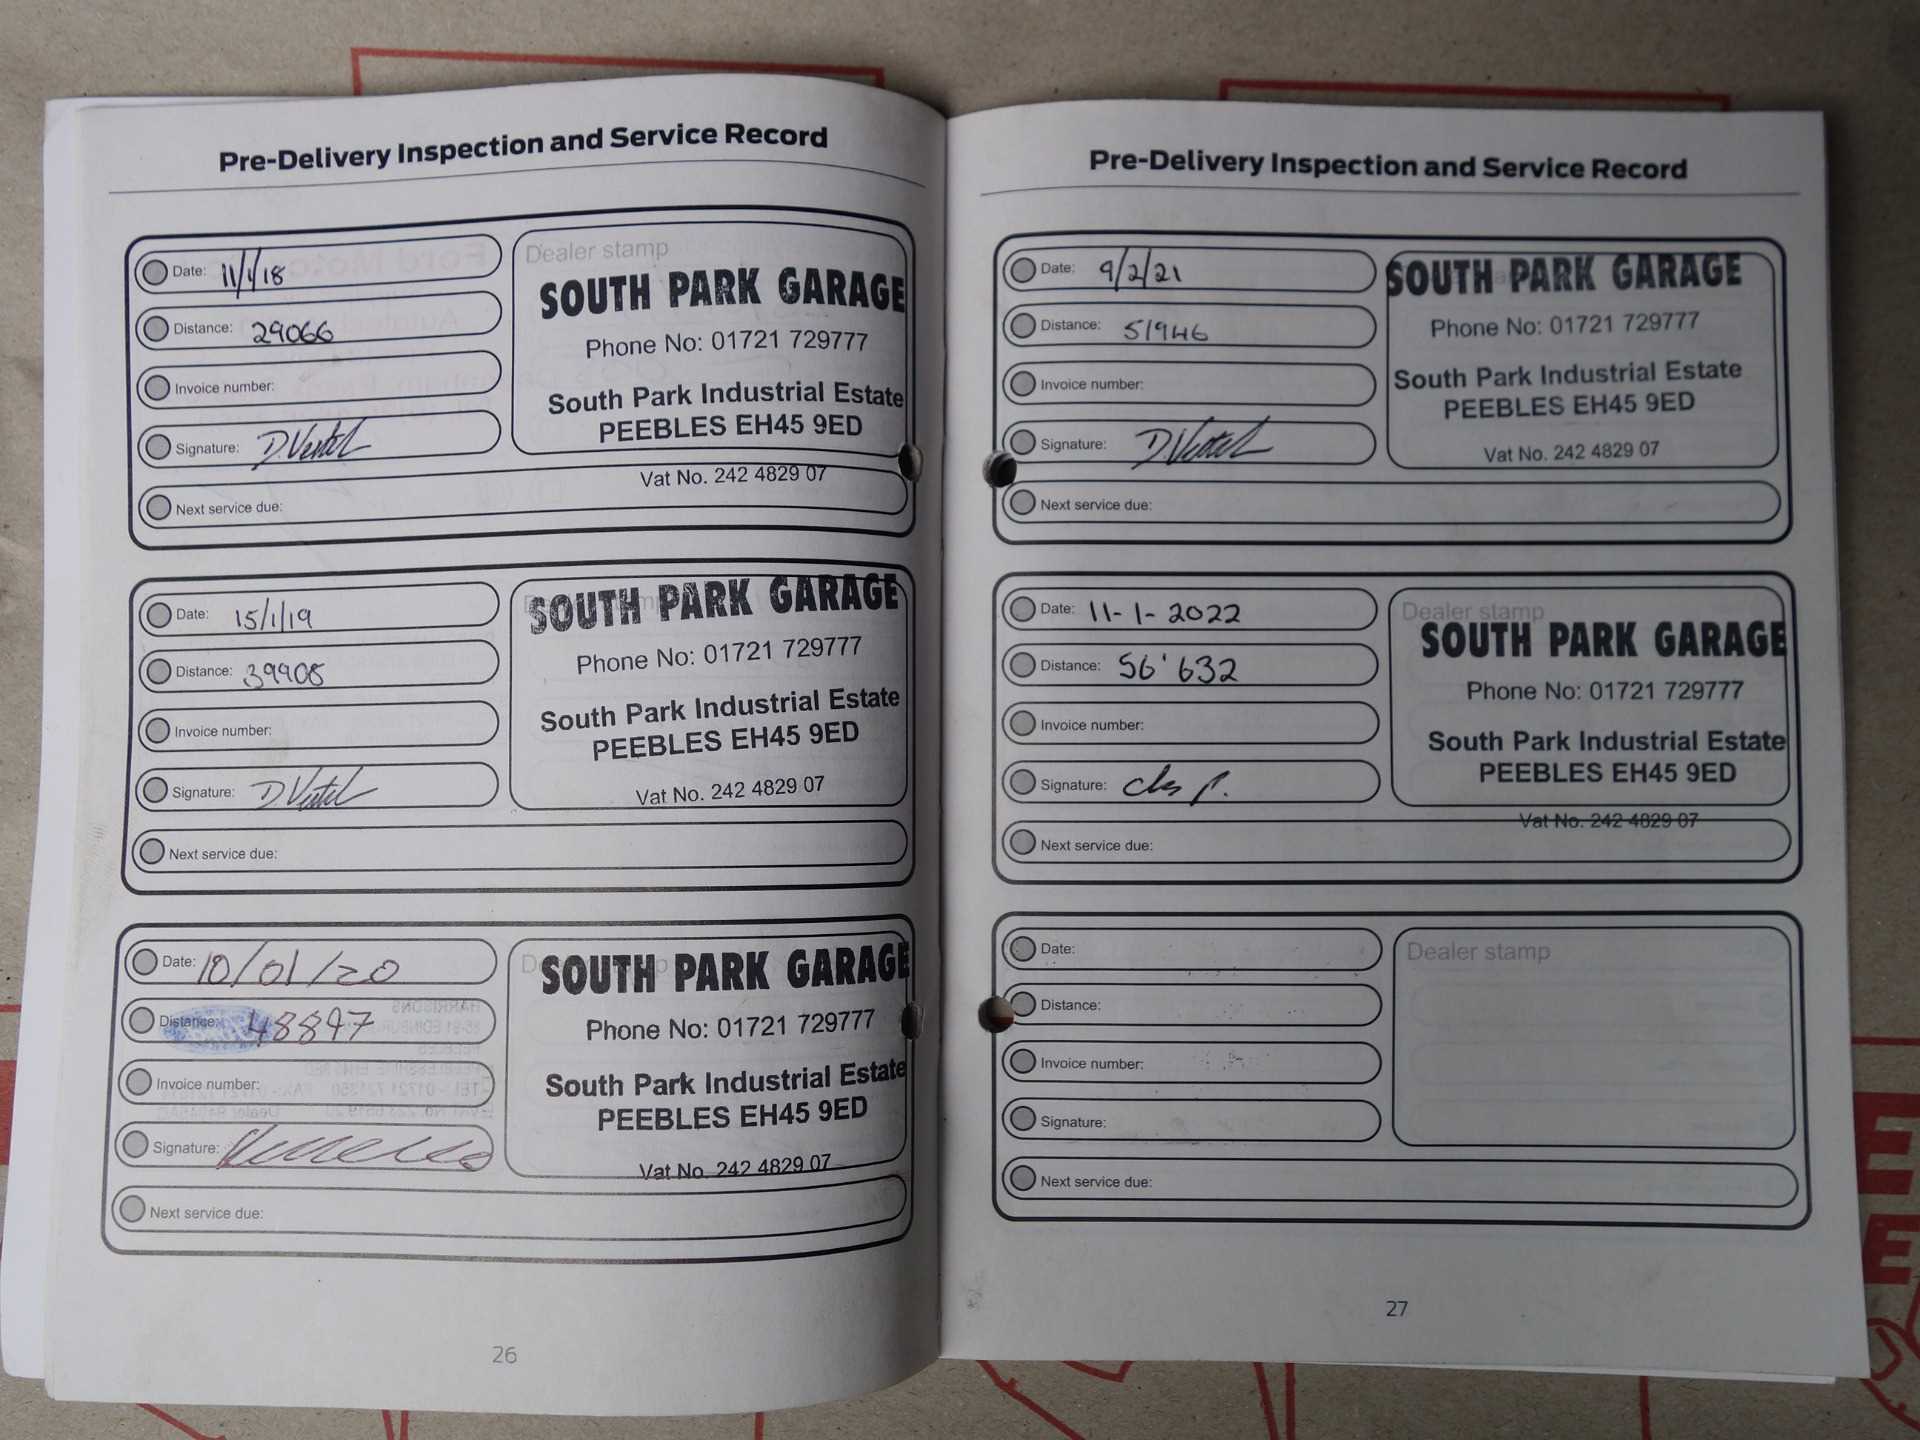 Pre-Delivery Inspection and Service Record
Date: 11/1/18
Distance: 29066
Invoice number:
Signature: D.
Next service due:
Dealer stamp
SOUTH PARK GARAGE
Phone No: 01721 729777
South Park Industrial Estate
PEEBLES EH45 9ED
Vat No. 242 4829 07
Date: 15/1/19
Distance: 39908
Invoice number:
Signature: D.
Next service due:
SOUTH PARK GARAGE
Phone No: 01721 729777
South Park Industrial Estate
PEEBLES EH45 9ED
Vat No. 242 4829 07
Date: 10/01/20
Distance: 48897
Invoice number:
Signature:
Next service due:
SOUTH PARK GARAGE
Phone No: 01721 729777
South Park Industrial Estate
PEEBLES EH45 9ED
Vat No. 242 4829 07
26
Pre-Delivery Inspection and Service Record
Date: 9/2/21
Distance: 51946
Invoice number:
Signature: D.
Next service due:
SOUTH PARK GARAGE
Phone No: 01721 729777
South Park Industrial Estate
PEEBLES EH45 9ED
Vat No. 242 4829 07
Date: 11-1-2022
Distance: 56'632
Invoice number:
Signature:
Next service due:
Dealer stamp
SOUTH PARK GARAGE
Phone No: 01721 729777
South Park Industrial Estate
PEEBLES EH45 9ED
Vat No. 242 4829 07
Date:
Distance:
Invoice number:
Signature:
Next service due:
Dealer stamp
27